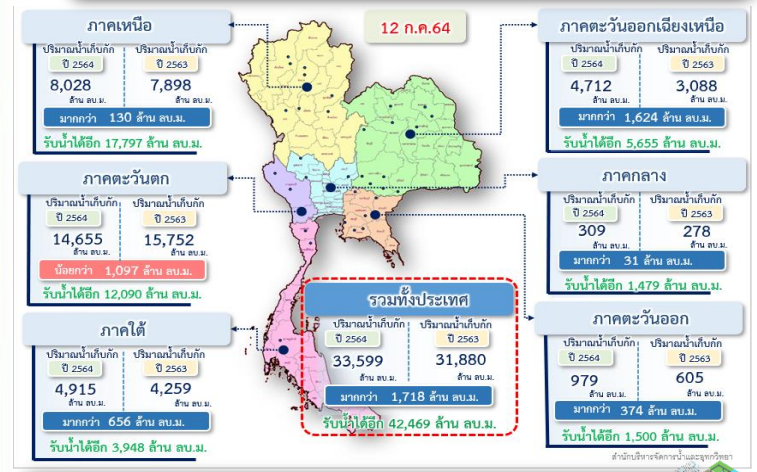 12 ก.ค.64
ภาคเหนือ
ปริมาณน้ำเก็บกัก ปริมาณน้ำเก็บกัก
ปี 2564 ปี 2563
8,028 7,898
ล้าน ลบ.ม. ล้าน ลบ.ม.
มากกว่า 130 ล้าน ลบ.ม.
รับน้ำได้อีก 17,797 ล้าน ลบ.ม.
ภาคตะวันตก
ปริมาณน้ำเก็บกัก ปริมาณน้ำเก็บกัก
ปี 2564 ปี 2563
14,655 15,752
ล้าน ลบ.ม. ล้าน ลบ.ม.
น้อยกว่า 1,097 ล้าน ลบ.ม.
รับน้ำได้อีก 12,090 ล้าน ลบ.ม.
ภาคใต้
ปริมาณน้ำเก็บกัก ปริมาณน้ำเก็บกัก
ปี 2564 ปี 2563
4,915 4,259
ล้าน ลบ.ม. ล้าน ลบ.ม.
มากกว่า 656 ล้าน ลบ.ม.
รับน้ำได้อีก 3,948 ล้าน ลบ.ม.
รวมทั้งประเทศ
ปริมาณน้ำเก็บกัก ปริมาณน้ำเก็บกัก
ปี 2564 ปี 2563
33,599 31,880
ล้าน ลบ.ม. ล้าน ลบ.ม.
มากกว่า 1,718 ล้าน ลบ.ม.
รับน้ำได้อีก 42,469 ล้าน ลบ.ม.
ภาคตะวันออกเฉียงเหนือ
ปริมาณน้ำเก็บกัก ปริมาณน้ำเก็บกัก
ปี 2564 ปี 2563
4,712 3,088
ล้าน ลบ.ม. ล้าน ลบ.ม.
มากกว่า 1,624 ล้าน ลบ.ม.
รับน้ำได้อีก 5,655 ล้าน ลบ.ม.
ภาคกลาง
ปริมาณน้ำเก็บกัก ปริมาณน้ำเก็บกัก
ปี 2564 ปี 2563
309 278
ล้าน ลบ.ม. ล้าน ลบ.ม.
มากกว่า 31 ล้าน ลบ.ม.
รับน้ำได้อีก 1,479 ล้าน ลบ.ม.
ภาคตะวันออก
ปริมาณน้ำเก็บกัก ปริมาณน้ำเก็บกัก
ปี 2564 ปี 2563
979 605
ล้าน ลบ.ม. ล้าน ลบ.ม.
มากกว่า 374 ล้าน ลบ.ม.
รับน้ำได้อีก 1,500 ล้าน ลบ.ม.
สำนักบริหารจัดการน้ำและอุทกวิทยา